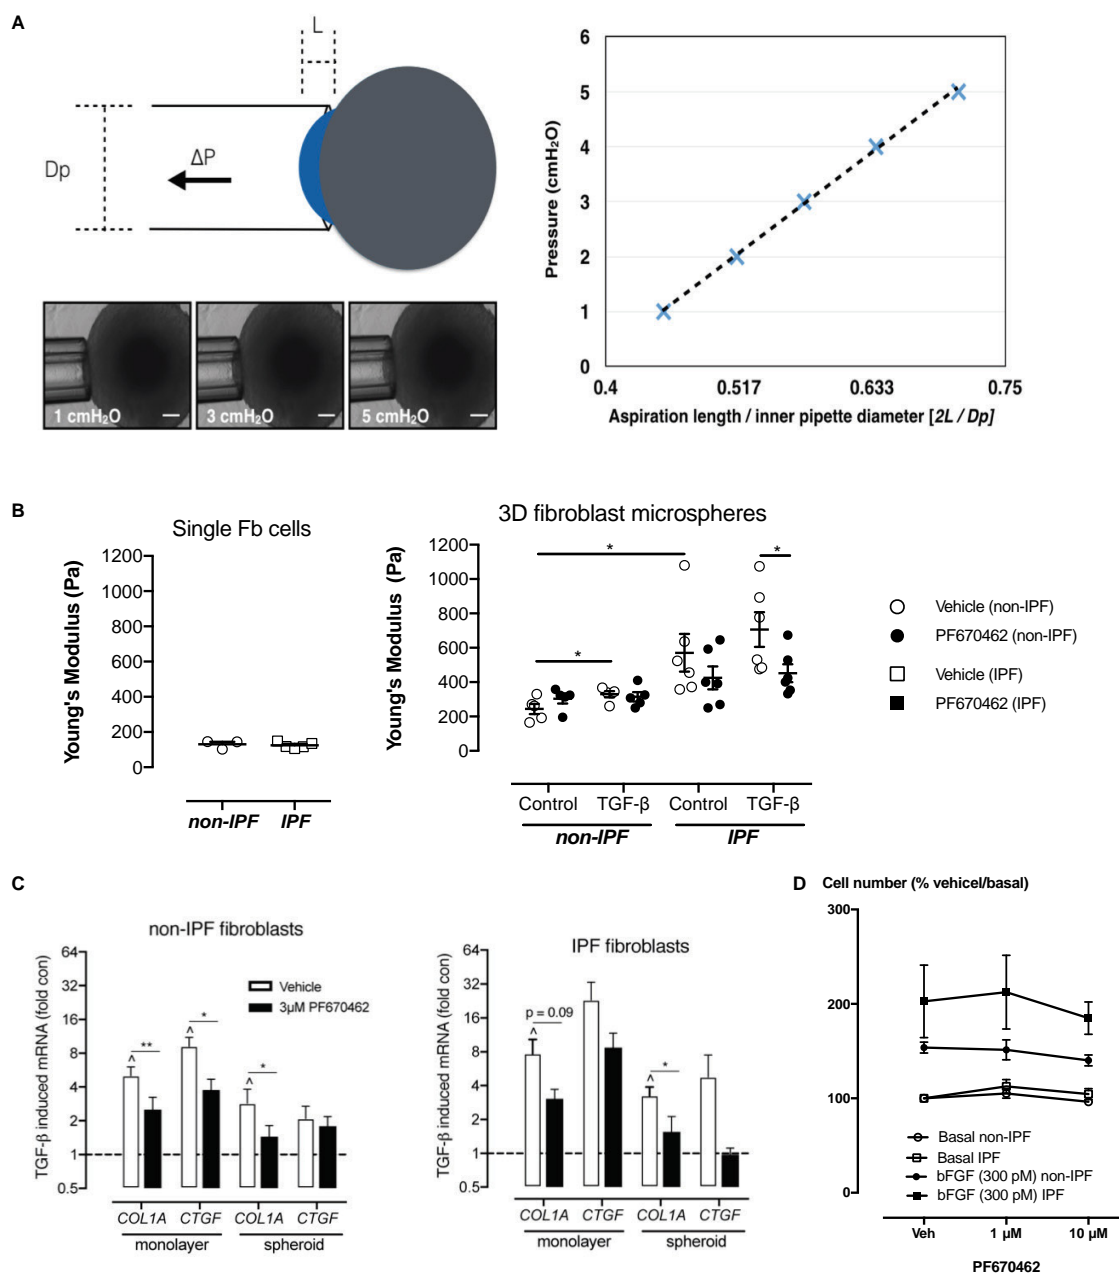 A
L
Dp
ΔP
1 cmH₂O
3 cmH₂O
5 cmH₂O
Pressure (cmH₂O)
6
5
4
3
2
1
0
0.4 0.517 0.633 0.75
Aspiration length / inner pipette diameter [2L / Dp]
B
Single Fb cells
Young's Modulus (Pa)
1200
1000
800
600
400
200
0
non-IPF IPF
3D fibroblast microspheres
Young's Modulus (Pa)
1200
1000
800
600
400
200
0
*
*
*
Control TGF-β Control TGF-β
non-IPF IPF
Vehicle (non-IPF)
PF670462 (non-IPF)
Vehicle (IPF)
PF670462 (IPF)
C
non-IPF fibroblasts
TGF-β induced mRNA (fold con)
64
32
16
8
4
2
1
0.5
Vehicle
3µM PF670462
^ ** ^ * ^ *
COL1A CTGF COL1A CTGF
monolayer spheroid
IPF fibroblasts
TGF-β induced mRNA (fold con)
64
32
16
8
4
2
1
0.5
p = 0.09
^ ^ *
COL1A CTGF COL1A CTGF
monolayer spheroid
D Cell number (% vehicel/basal)
300
200
100
0
Basal non-IPF
Basal IPF
bFGF (300 pM) non-IPF
bFGF (300 pM) IPF
Veh 1 µM 10 µM
PF670462